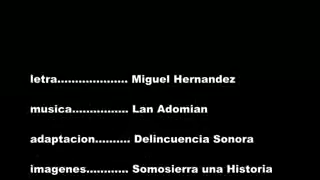 letra.................... Miguel Hernandez
musica................ Lan Adomian
adaptacion.......... Delincuencia Sonora
imagenes............ Somosierra una Historia